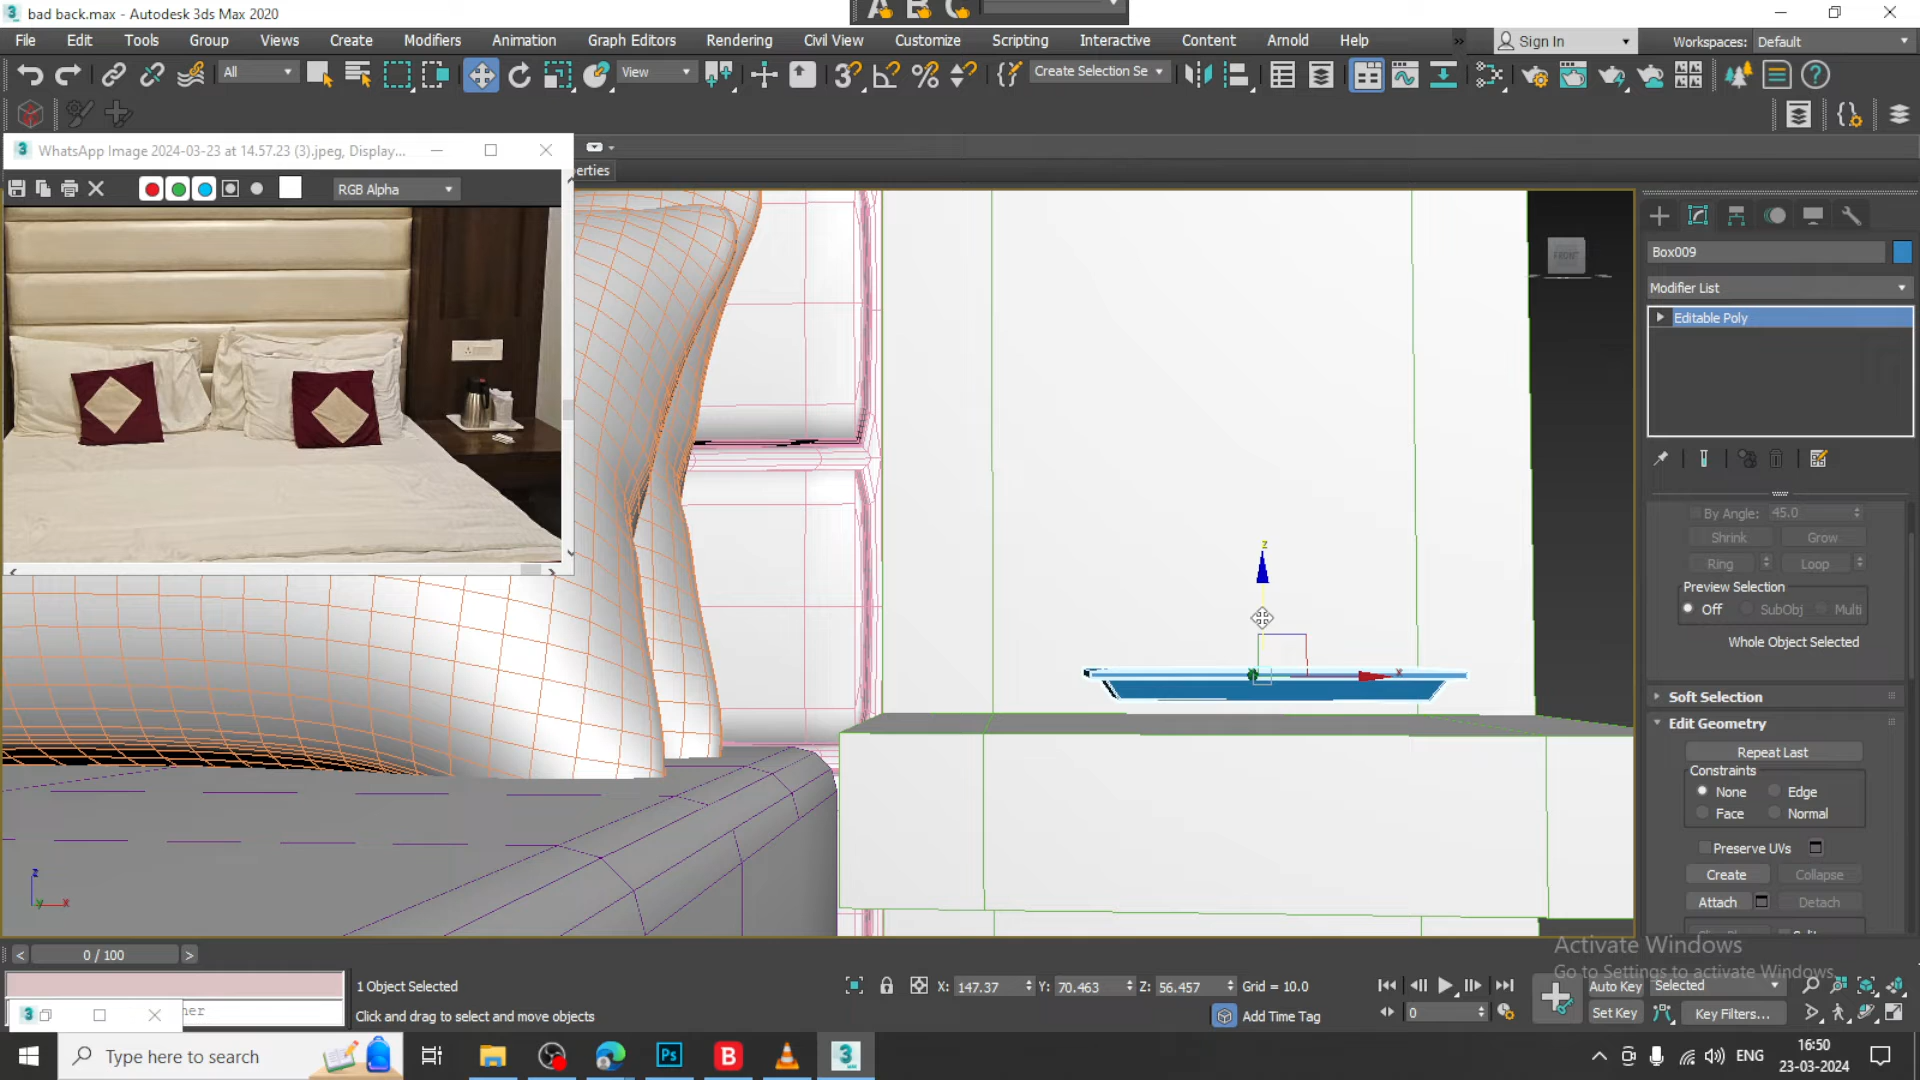 bad back.max - Autodesk 3ds Max 2020
File Edit Tools Group Views Create Modifiers Animation Graph Editors Rendering Civil View Customize Scripting Interactive Content Arnold Help
Sign In
Workspaces: Default
All
View
Create Selection Se
WhatsApp Image 2024-03-23 at 14.57.23 (3).jpeg, Display...
RGB Alpha
perties
FRONT
Box009
Modifier List
Editable Poly
By Angle: 45.0
Shrink Grow
Ring Loop
Preview Selection
Off SubObj Multi
Whole Object Selected
Soft Selection
Edit Geometry
Repeat Last
Constraints
None Edge
Face Normal
Preserve UVs
Create Collapse
Attach Detach
z
x
z
y x
0 / 100
1 Object Selected
Click and drag to select and move objects
X: 147.37 Y: 70.463 Z: 56.457 Grid = 10.0
Add Time Tag
0
Auto Key Selected
Set Key Key Filters...
Activate Windows
Go to Settings to activate Windows.
Type here to search
ENG
16:50
23-03-2024